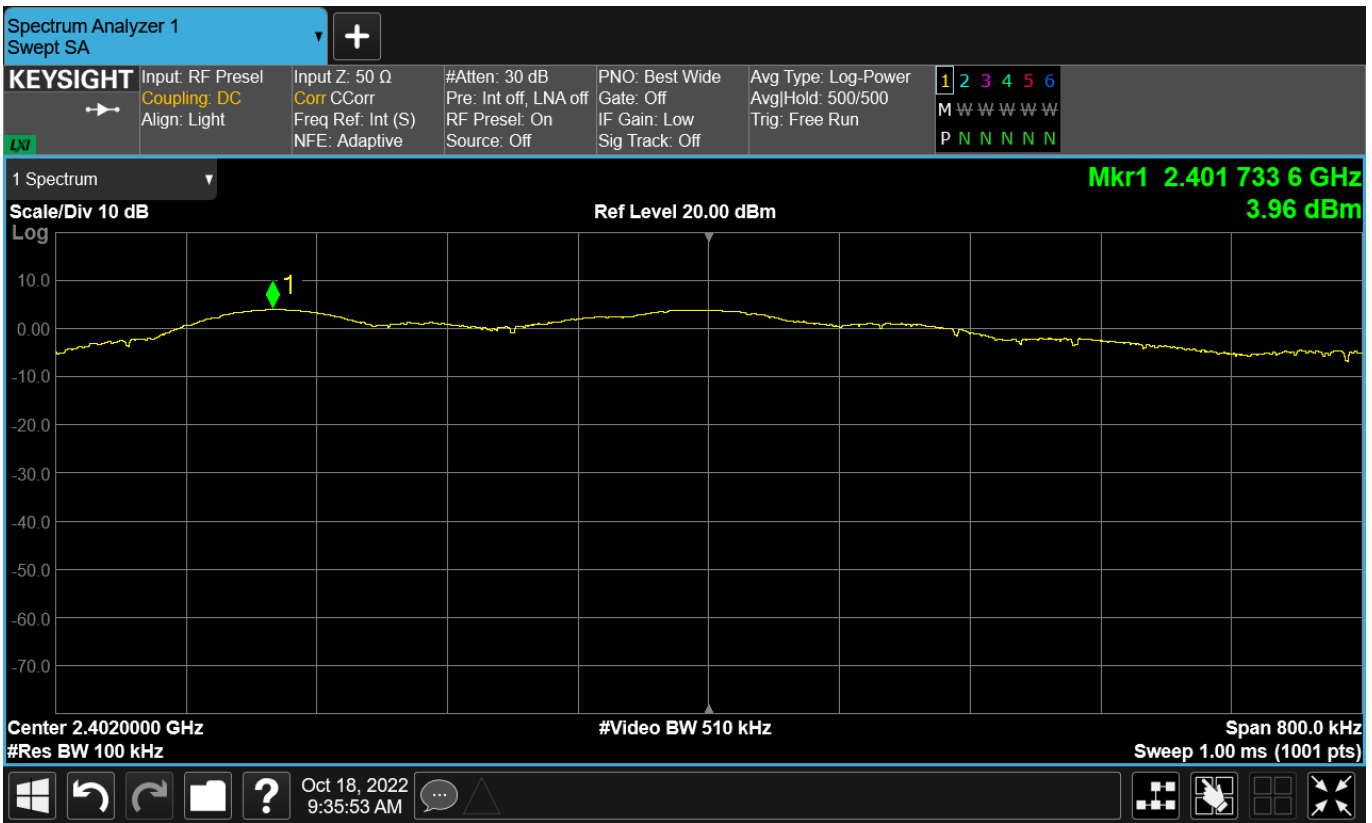 Spectrum Analyzer 1
Swept SA
KEYSIGHT
LXI
Input: RF Presel
Coupling: DC
Align: Light
Input Z: 50 Ω
Corr CCorr
Freq Ref: Int (S)
NFE: Adaptive
#Atten: 30 dB
Pre: Int off, LNA off
RF Presel: On
Source: Off
PNO: Best Wide
Gate: Off
IF Gain: Low
Sig Track: Off
Avg Type: Log-Power
Avg|Hold: 500/500
Trig: Free Run
1 2 3 4 5 6
M W W W W W
P N N N N N
1 Spectrum
Mkr1 2.401 733 6 GHz
3.96 dBm
Scale/Div 10 dB
Ref Level 20.00 dBm
Log
1
10.0
0.00
-10.0
-20.0
-30.0
-40.0
-50.0
-60.0
-70.0
Center 2.4020000 GHz
#Video BW 510 kHz
Span 800.0 kHz
#Res BW 100 kHz
Sweep 1.00 ms (1001 pts)
?
Oct 18, 2022
9:35:53 AM